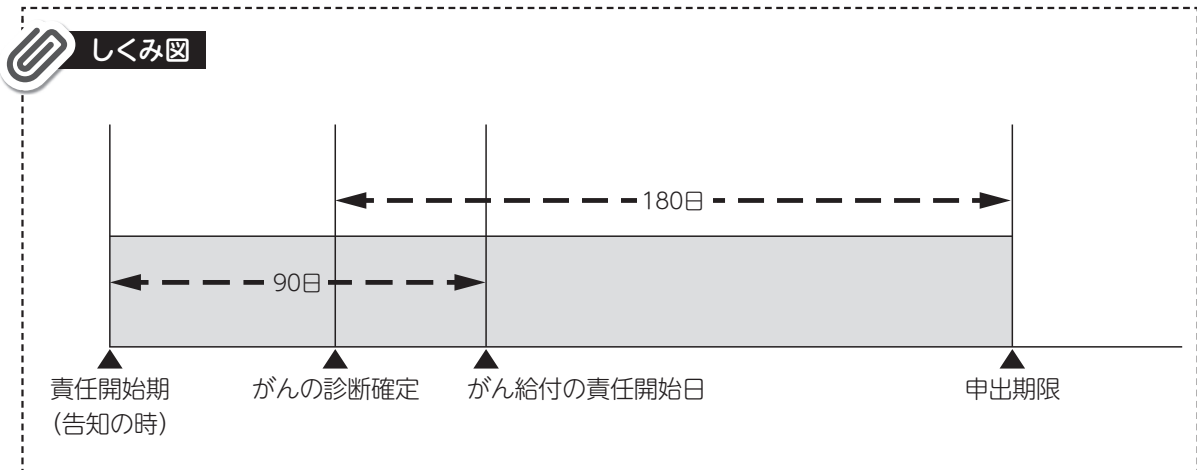 しくみ図
180日
90日
責任開始期
（告知の時）
がんの診断確定
がん給付の責任開始日
申出期限